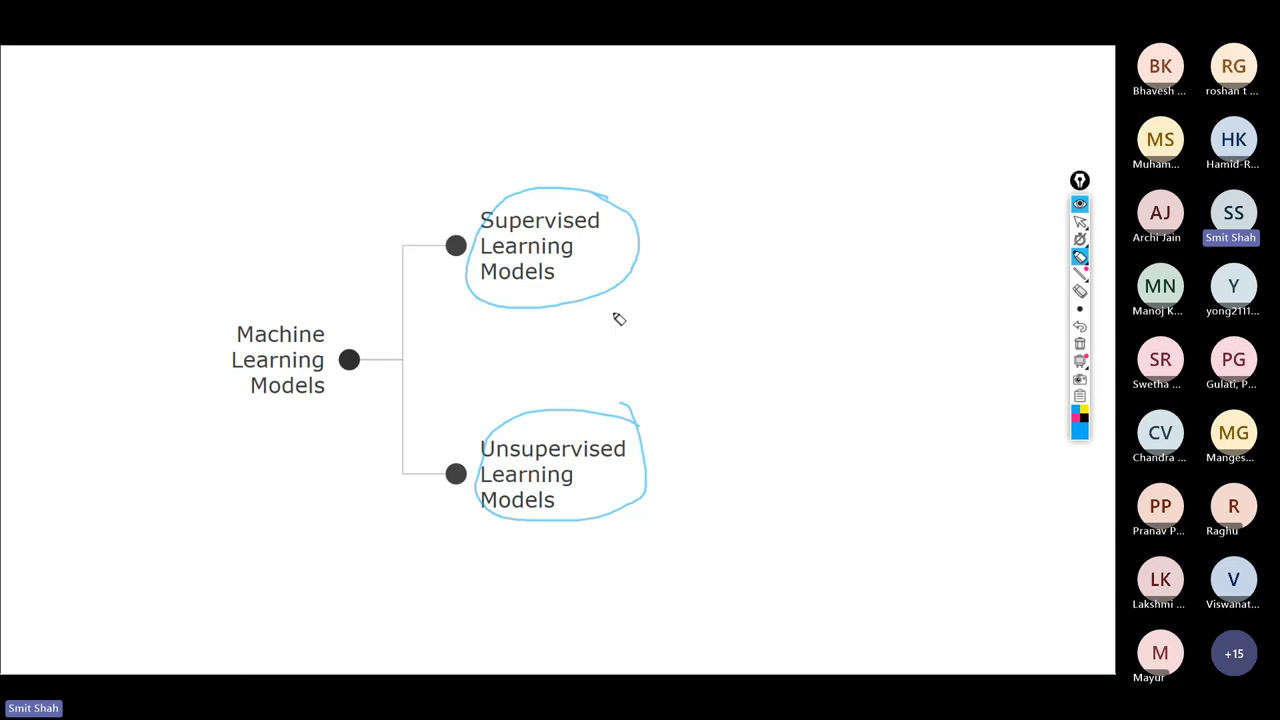 Supervised
Learning
Models
Machine
Learning
Models
Unsupervised
Learning
Models
BK
Bhavesh ...
RG
roshan t ...
MS
Muham...
HK
Hamid-R...
AJ
Archi Jain
SS
Smit Shah
MN
Manoj K...
Y
yong2111...
SR
Swetha ...
PG
Gulati, P...
CV
Chandra ...
MG
Manges...
PP
Pranav P...
R
Raghu
LK
Lakshmi ...
V
Viswanat...
M
Mayur
+15
Smit Shah